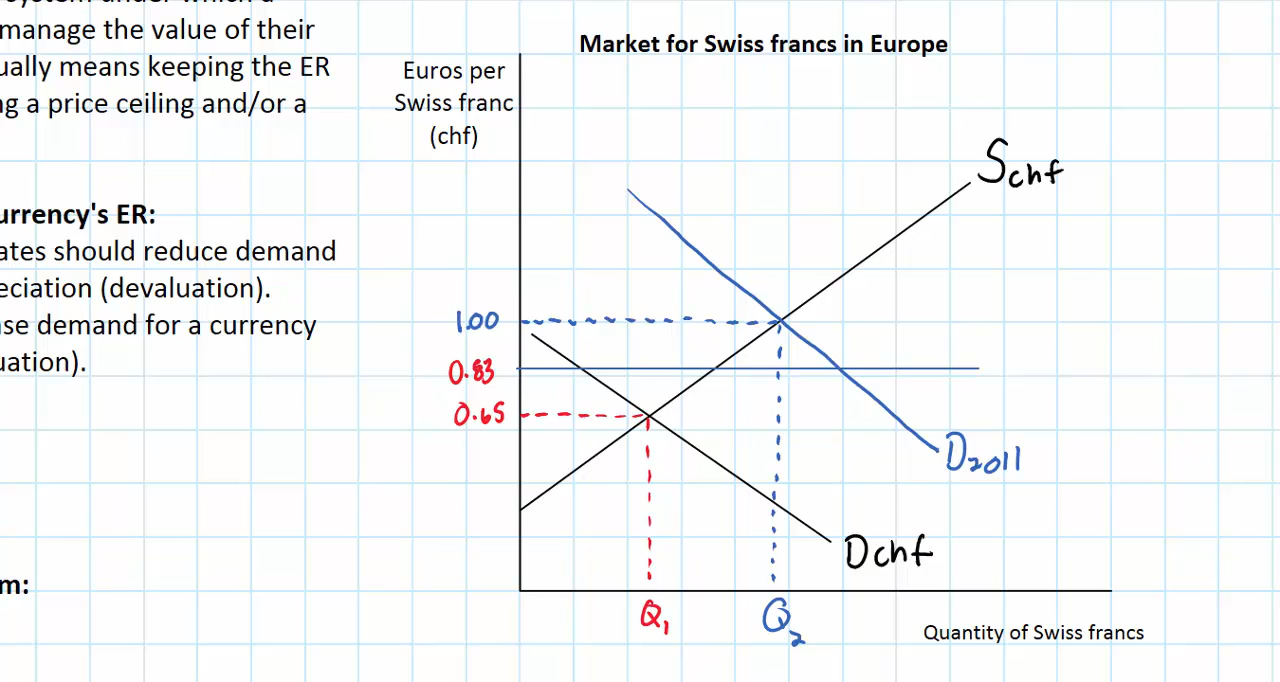 manage the value of their
ually means keeping the ER
ng a price ceiling and/or a
urrency's ER:
ates should reduce demand
eciation (devaluation).
ase demand for a currency
uation).
m:
Market for Swiss francs in Europe
Euros per
Swiss franc
(chf)
Schf
1.00
0.83
0.65
D2011
Dchf
Q1
Q2
Quantity of Swiss francs